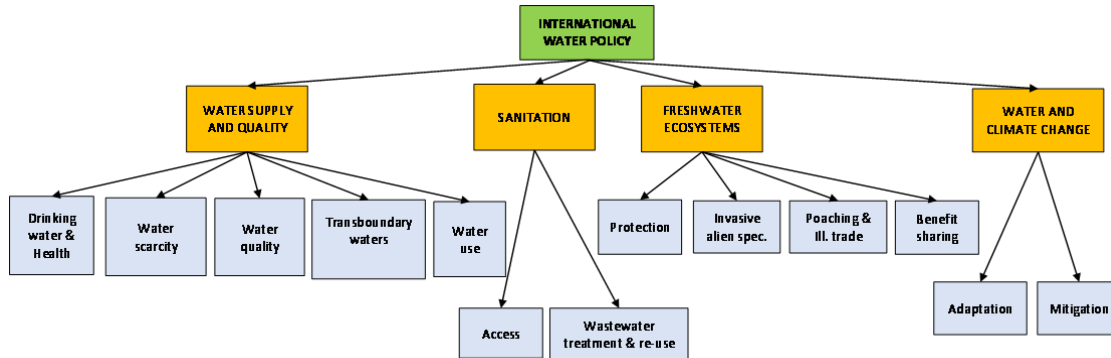 INTERNATIONAL
WATER POLICY
WATER SUPPLY
AND QUALITY
SANITATION
FRESHWATER
ECOSYSTEMS
WATER AND
CLIMATE CHANGE
Drinking
water &
Health
Water
scarcity
Water
quality
Transboundary
waters
Water
use
Protection
Invasive
alien spec.
Poaching &
Ill. trade
Benefit
sharing
Access
Wastewater
treatment & re-use
Adaptation
Mitigation